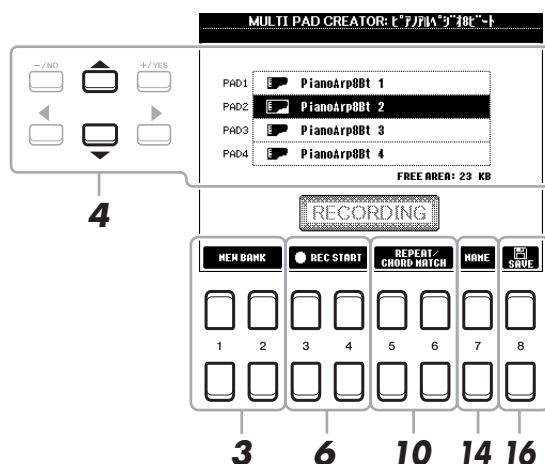 MULTI PAD CREATOR: ﾋﾟｱﾉｱﾙﾍﾟｼﾞｵ8ﾋﾞｰﾄ
–/NO +/YES
PAD1 PianoArp8Bt 1
PAD2 PianoArp8Bt 2
PAD3 PianoArp8Bt 3
PAD4 PianoArp8Bt 4
FREE AREA: 23 KB
4
RECORDING
NEW BANK REC START REPEAT/ NAME SAVE
CHORD MATCH
1 2 3 4 5 6 7 8
3 6 10 14 16